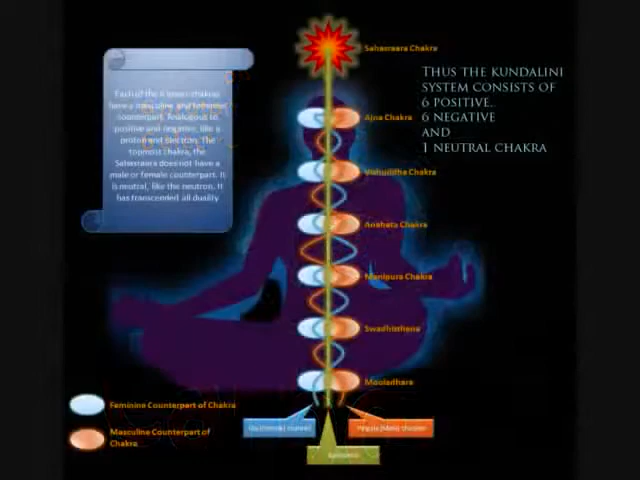 Sahasraara Chakra
Thus the Kundalini
system consists of
6 positive,
6 negative
and
1 neutral chakra
Each of the 6 lower chakras
have a masculine and feminine
counterpart. Analogous to
positive and negative, like a
proton and electron. The
topmost chakra, the
Sahasraara does not have a
male or female counterpart. It
is neutral, like the neutron. It
has transcended all duality
Ajna Chakra
Vishuddha Chakra
Anahata Chakra
Manipura Chakra
Swadhisthana
Mooladhara
Feminine Counterpart of Chakra
Masculine Counterpart of
Chakra
channel